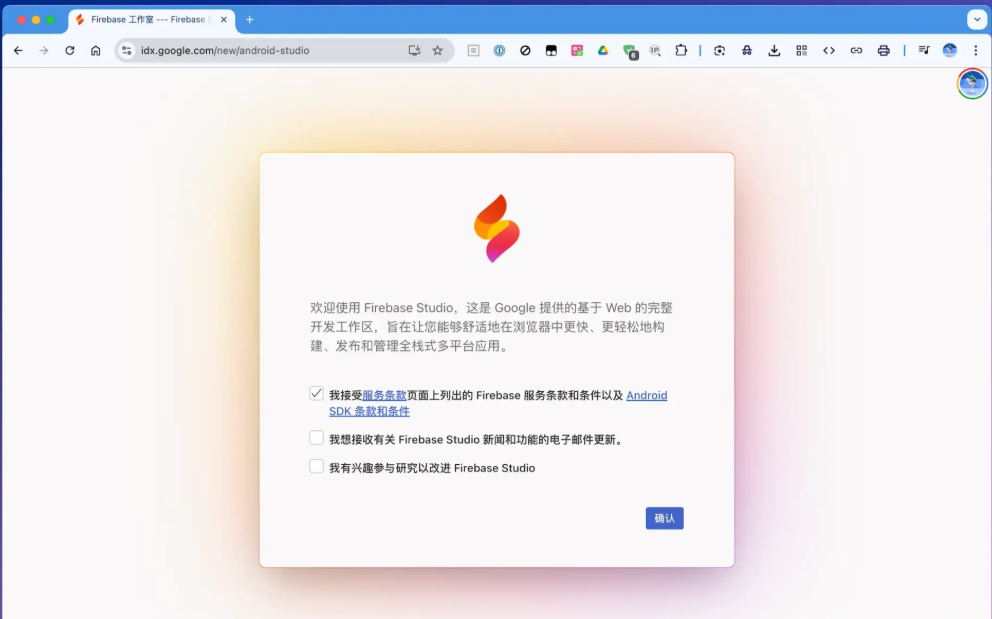 Firebase 工作室 --- Firebase
idx.google.com/new/android-studio
6
IP
欢迎使用 Firebase Studio，这是 Google 提供的基于 Web 的完整
开发工作区，旨在让您能够舒适地在浏览器中更快、更轻松地构
建、发布和管理全栈式多平台应用。
我接受服务条款页面上列出的 Firebase 服务条款和条件以及 Android
SDK 条款和条件
我想接收有关 Firebase Studio 新闻和功能的电子邮件更新。
我有兴趣参与研究以改进 Firebase Studio
确认